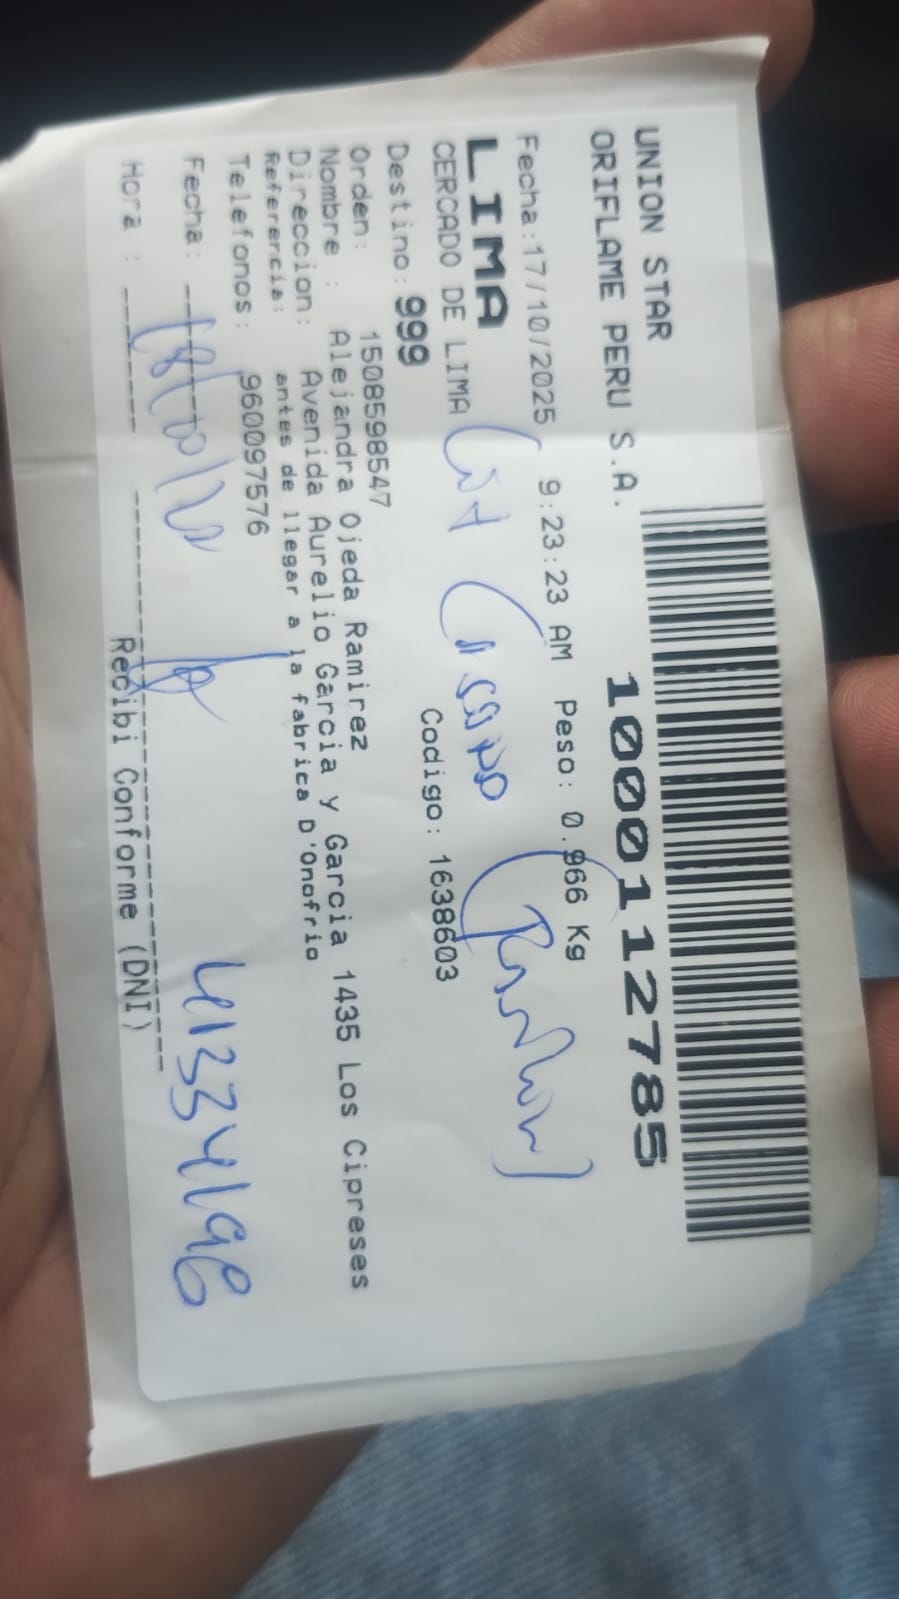 UNION STAR
ORIFLAME PERU S.A.
1000112785
Fecha:17/10/2025 9:23:23 AM Peso: 0.966 Kg
LIMA
CERCADO DE LIMA
Codigo: 1638603
Destino:999
Orden: 1508598547
Nombre : Alejandra Ojeda Ramirez
Direccion: Avenida Aurelio Garcia y Garcia 1435 Los Cipreses
Referencia: antes de llegar a la fabrica D'Onofrio
Telefonos: 960097576
Fecha:
Hora :
Recibi Conforme (DNI)